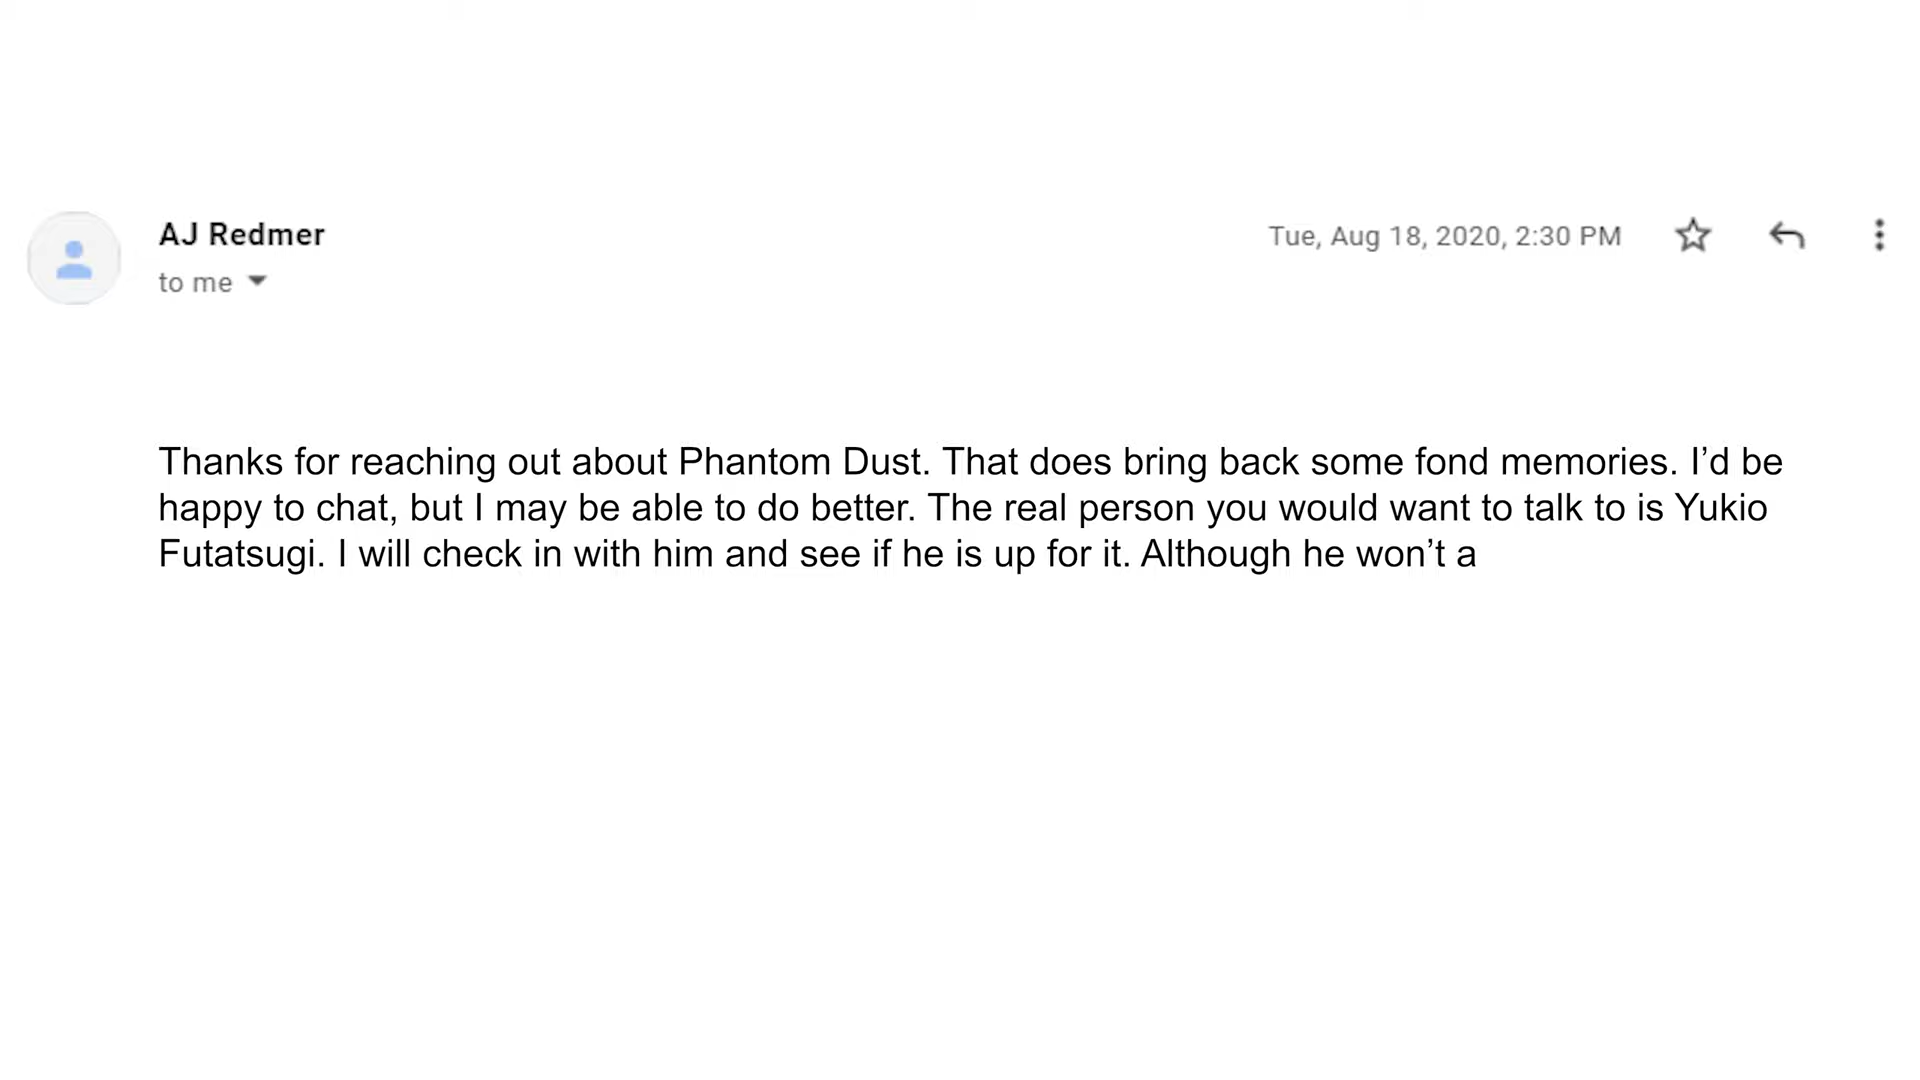 AJ Redmer
Tue, Aug 18, 2020, 2:30 PM
to me
Thanks for reaching out about Phantom Dust. That does bring back some fond memories. I’d be
happy to chat, but I may be able to do better. The real person you would want to talk to is Yukio
Futatsugi. I will check in with him and see if he is up for it. Although he won’t a